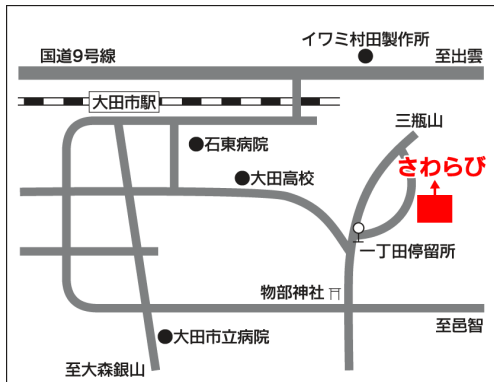 イワミ村田製作所
国道9号線
至出雲
大田市駅
三瓶山
石東病院
さわらび
大田高校
一丁田停留所
物部神社
至邑智
大田市立病院
至大森銀山